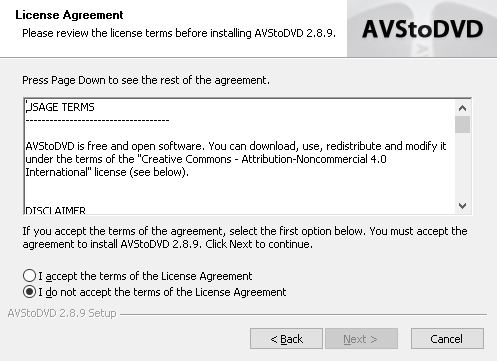 License Agreement
Please review the license terms before installing AVStoDVD 2.8.9.
AVStoDVD
Press Page Down to see the rest of the agreement.
USAGE TERMS
------------------------------------
AVStoDVD is free and open software. You can download, use, redistribute and modify it
under the terms of the "Creative Commons - Attribution-Noncommercial 4.0
International" license (see below).
DISCLAIMER
If you accept the terms of the agreement, select the first option below. You must accept the
agreement to install AVStoDVD 2.8.9. Click Next to continue.
I accept the terms of the License Agreement
I do not accept the terms of the License Agreement
AVStoDVD 2.8.9 Setup
< Back
Next >
Cancel